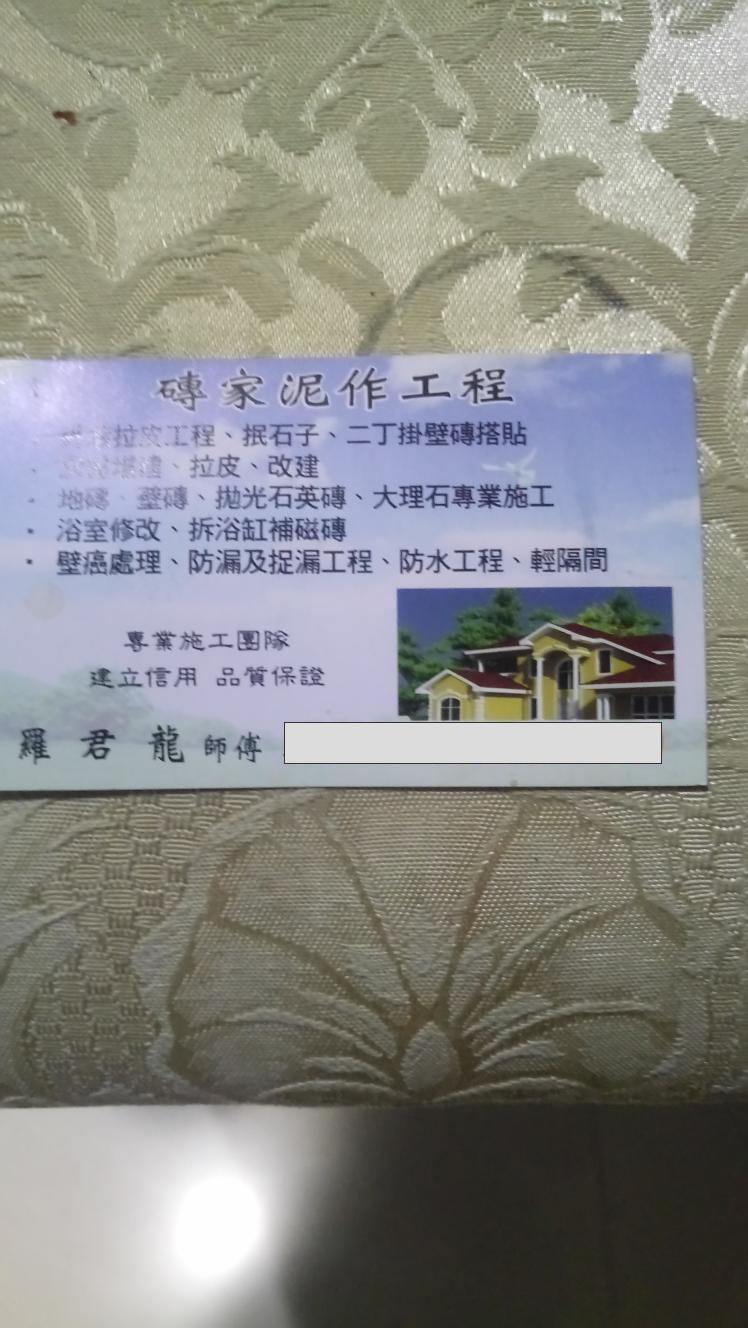 磚家泥作工程
拉皮工程、抿石子、二丁掛壁磚搭貼
、拉皮、改建
· 地磚、壁磚、拋光石英磚、大理石專業施工
· 浴室修改、拆浴缸補磁磚
· 壁癌處理、防漏及捉漏工程、防水工程、輕隔間
專業施工團隊
建立信用 品質保證
羅君龍師傅